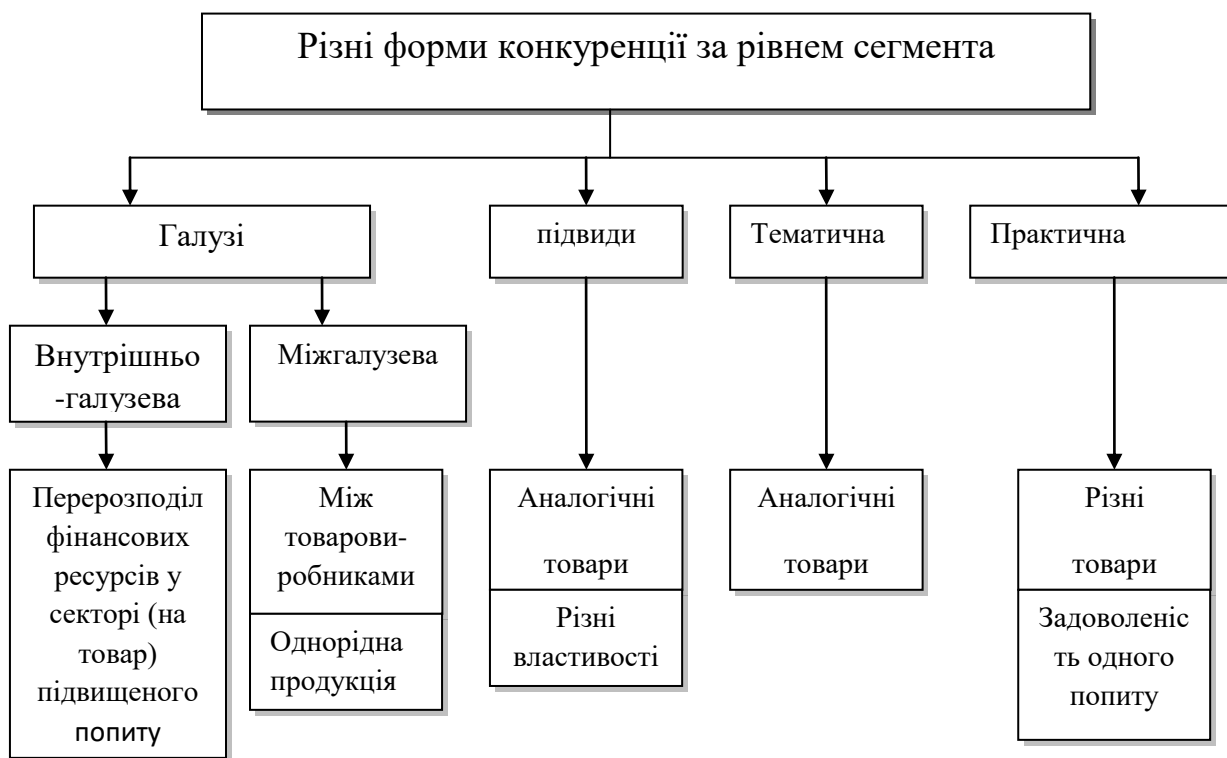 Різні форми конкуренції за рівнем сегмента
Галузі
підвиди
Тематична
Практична
Внутрішньо
-галузева
Міжгалузева
Перерозподіл
фінансових
ресурсів у
секторі (на
товар)
підвищеного
попиту
Між
товарови-
робниками
Однорідна
продукція
Аналогічні
товари
Різні
властивості
Аналогічні
товари
Різні
товари
Задоволеніс
ть одного
попиту